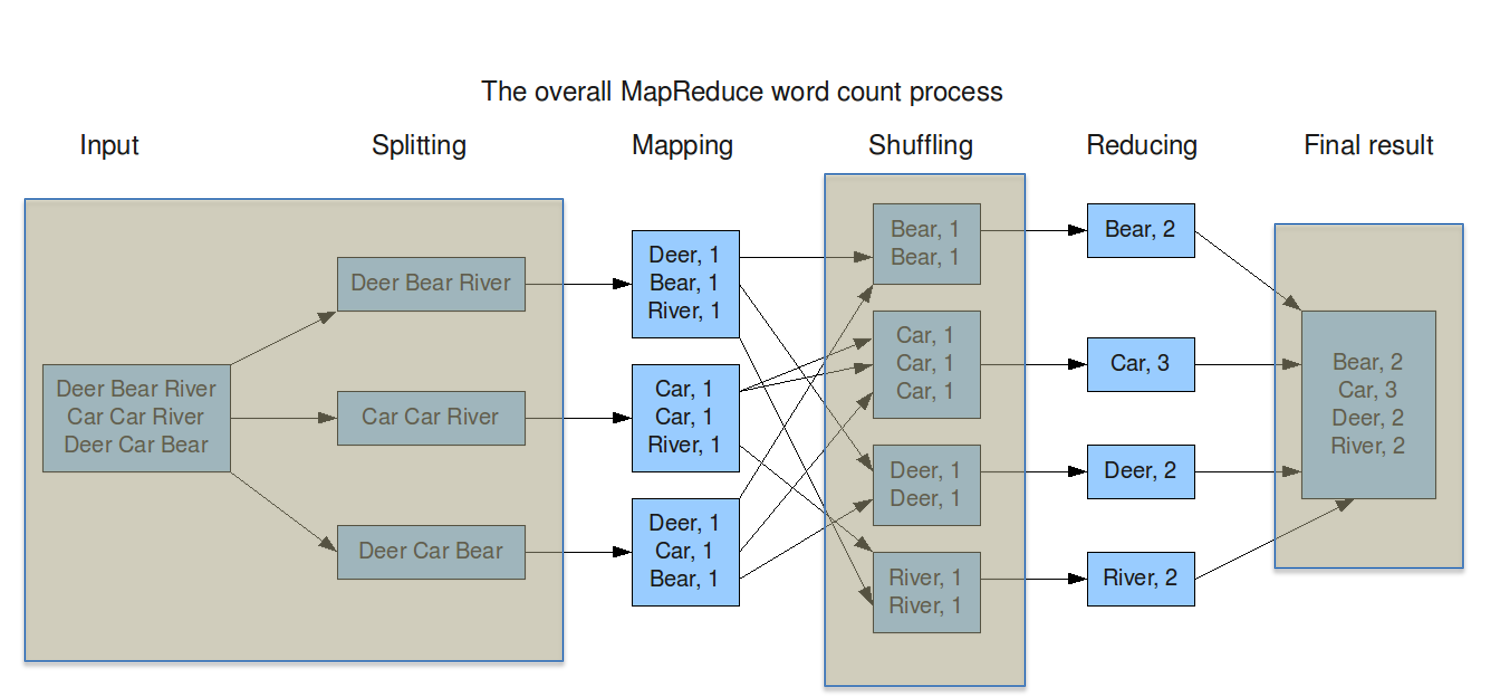 The overall MapReduce word count process
Input
Splitting
Mapping
Shuffling
Reducing
Final result
Deer Bear River
Car Car River
Deer Car Bear
Deer Bear River
Car Car River
Deer Car Bear
Deer, 1
Bear, 1
River, 1
Car, 1
Car, 1
River, 1
Deer, 1
Car, 1
Bear, 1
Bear, 1
Bear, 1
Car, 1
Car, 1
Car, 1
Deer, 1
Deer, 1
River, 1
River, 1
Bear, 2
Car, 3
Deer, 2
River, 2
Bear, 2
Car, 3
Deer, 2
River, 2